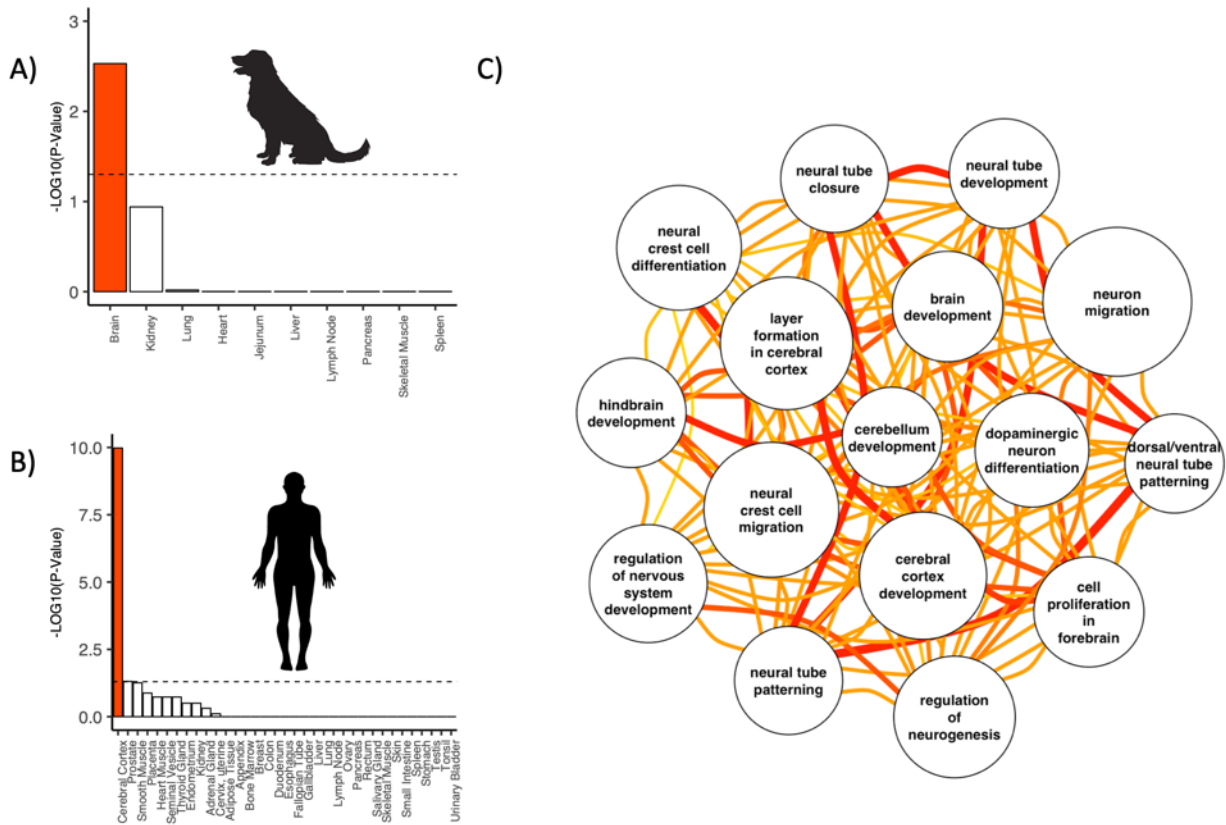 A)
3
2
1
0
-LOG10(P-Value)
Brain
Kidney
Lung
Heart
Jejunum
Liver
Lymph Node
Pancreas
Skeletal Muscle
Spleen
B)
10.0
7.5
5.0
2.5
0.0
-LOG10(P-Value)
Cerebral Cortex
Prostate
Smooth Muscle
Placenta
Heart Muscle
Seminal Vesicle
Thyroid Gland
Endometrium
Kidney
Adrenal Gland
Cervix, uterine
Adipose Tissue
Appendix
Bone Marrow
Breast
Colon
Duodenum
Esophagus
Fallopian Tube
Gallbladder
Liver
Lung
Lymph Node
Ovary
Pancreas
Rectum
Salivary Gland
Skeletal Muscle
Skin
Small Intestine
Spleen
Stomach
Testis
Tonsil
Urinary Bladder
C)
neural tube
closure
neural tube
development
neural
crest cell
differentiation
neuron
migration
brain
development
layer
formation
in cerebral
cortex
hindbrain
development
cerebellum
development
dopaminergic
neuron
differentiation
dorsal/ventral
neural tube
patterning
neural
crest cell
migration
regulation
of nervous
system
development
cerebral
cortex
development
cell
proliferation
in
forebrain
neural tube
patterning
regulation
of
neurogenesis